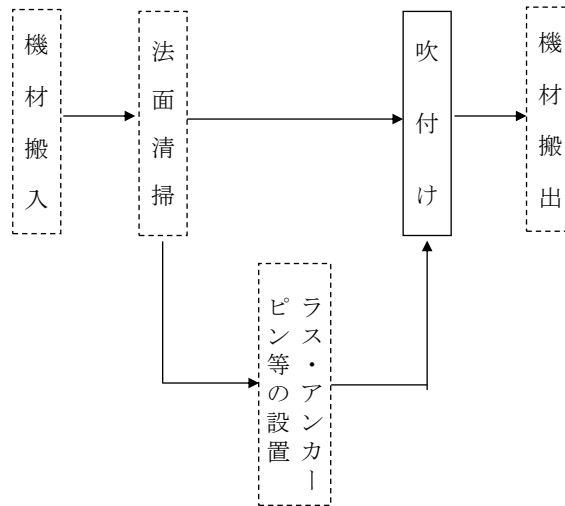 機材搬入
法面清掃
吹付け
機材搬出
ラス・アンカー
ピン等の設置